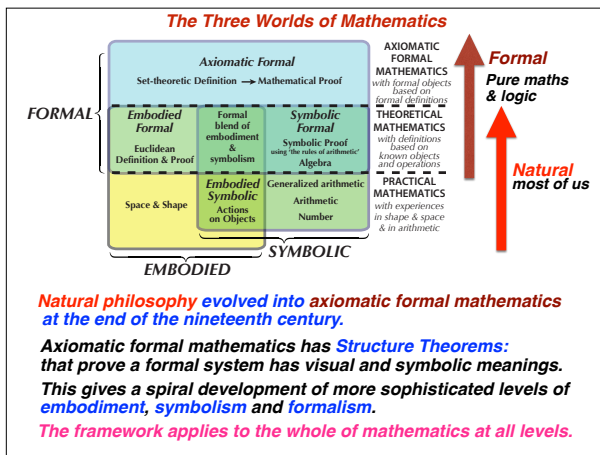 The Three Worlds of Mathematics
Axiomatic Formal
Set-theoretic Definition → Mathematical Proof
FORMAL
Embodied
Formal
Euclidean
Definition & Proof
Formal
blend of
embodiment
&
symbolism
Symbolic
Formal
Symbolic Proof
using 'the rules of arithmetic'
Algebra
Space & Shape
Embodied
Symbolic
Actions
on Objects
Generalized arithmetic
Arithmetic
Number
SYMBOLIC
EMBODIED
AXIOMATIC
FORMAL
MATHEMATICS
with formal objects
based on
formal definitions
THEORETICAL
MATHEMATICS
with definitions
based on
known objects
and operations
PRACTICAL
MATHEMATICS
with experiences
in shape & space
& in arithmetic
Formal
Pure maths
& logic
Natural
most of us
Natural philosophy evolved into axiomatic formal mathematics
at the end of the nineteenth century.
Axiomatic formal mathematics has Structure Theorems:
that prove a formal system has visual and symbolic meanings.
This gives a spiral development of more sophisticated levels of
embodiment, symbolism and formalism.
The framework applies to the whole of mathematics at all levels.